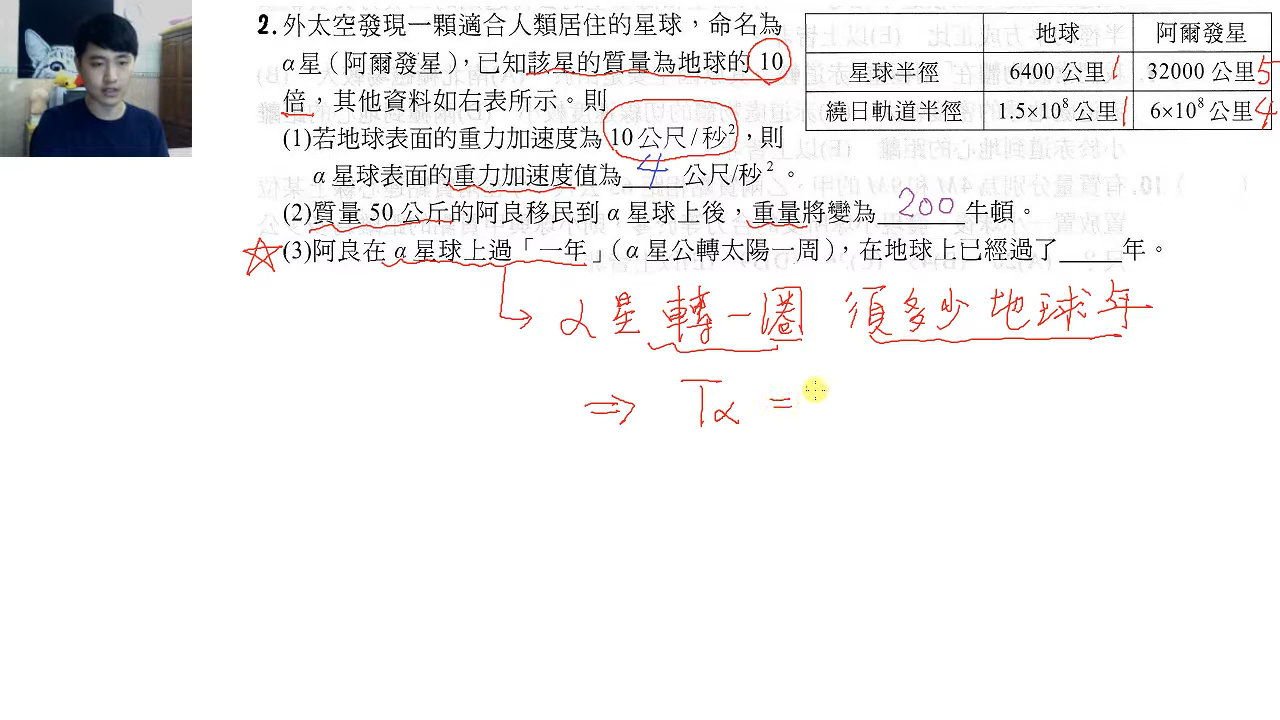 2. 外太空發現一顆適合人類居住的星球，命名為
α星（阿爾發星），已知該星的質量為地球的 10
倍，其他資料如右表所示。則
(1)若地球表面的重力加速度為 10 公尺/秒²，則
α 星球表面的重力加速度值為 4 公尺/秒²。
(2)質量 50 公斤的阿良移民到 α 星球上後，重量將變為 200 牛頓。
☆(3)阿良在 α 星球上過「一年」（α 星公轉太陽一周），在地球上已經過了____年。
地球 阿爾發星
星球半徑 6400 公里 1 32000 公里 5
繞日軌道半徑 1.5×10⁸ 公里 1 6×10⁸ 公里 4
↳ α星 轉一圈 須多少地球年
⇒ Tα =